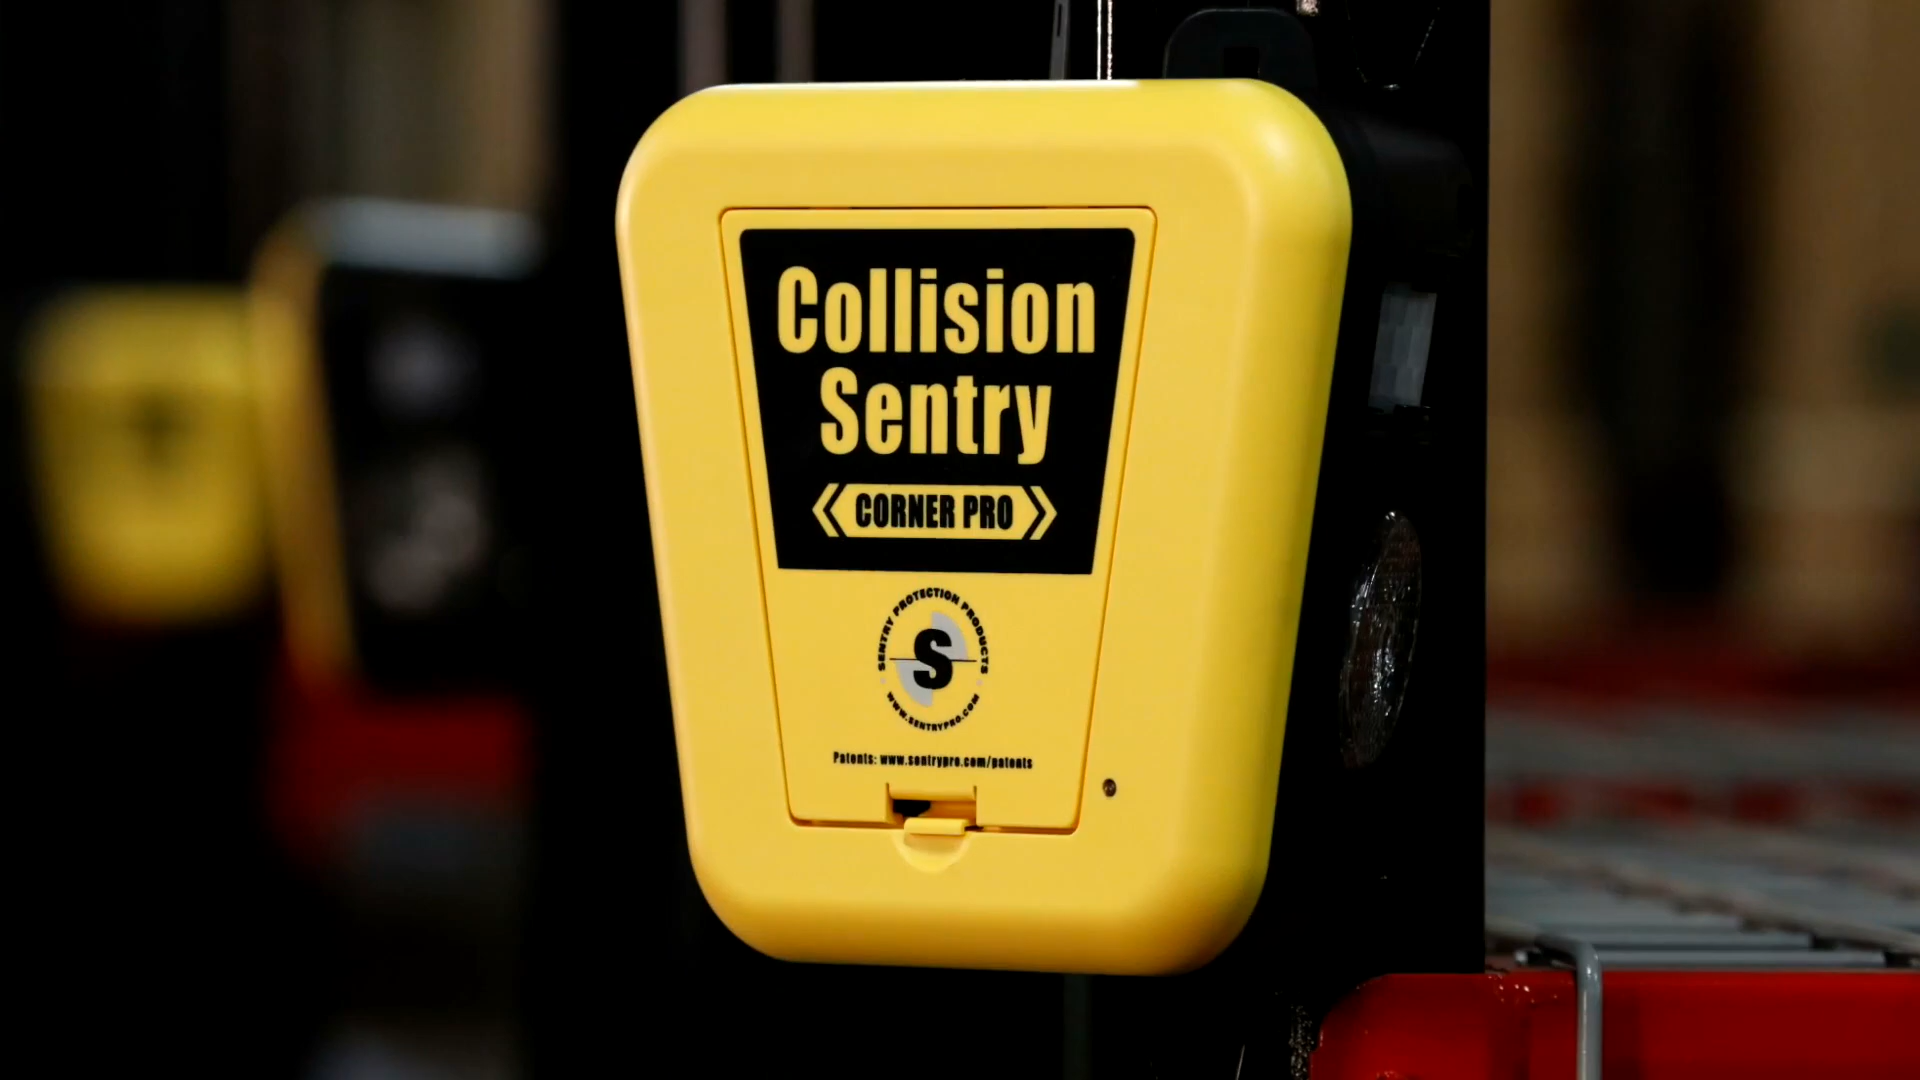 Collision
Sentry
CORNER PRO
SENTRY PROTECTION PRODUCTS
S
WWW.SENTRYPRO.COM
Patents: www.sentrypro.com/patents